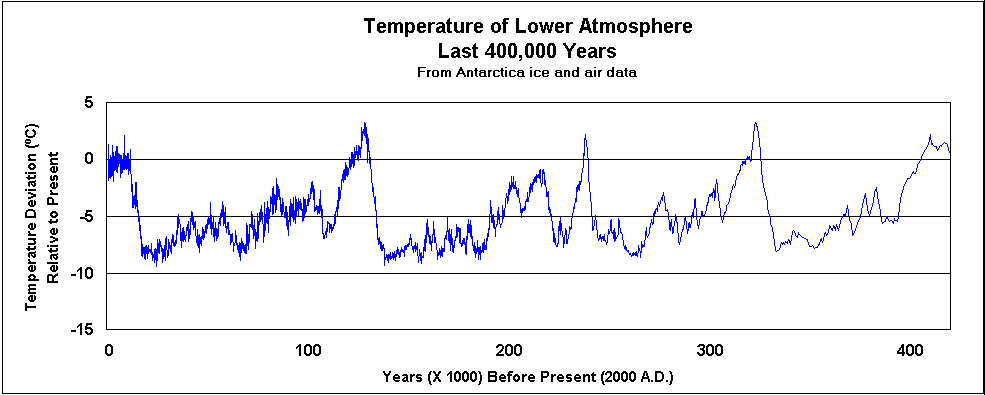 Temperature of Lower Atmosphere
Last 400,000 Years
From Antarctica ice and air data
Temperature Deviation (ºC)
Relative to Present
5
0
-5
-10
-15
0 100 200 300 400
Years (X 1000) Before Present (2000 A.D.)